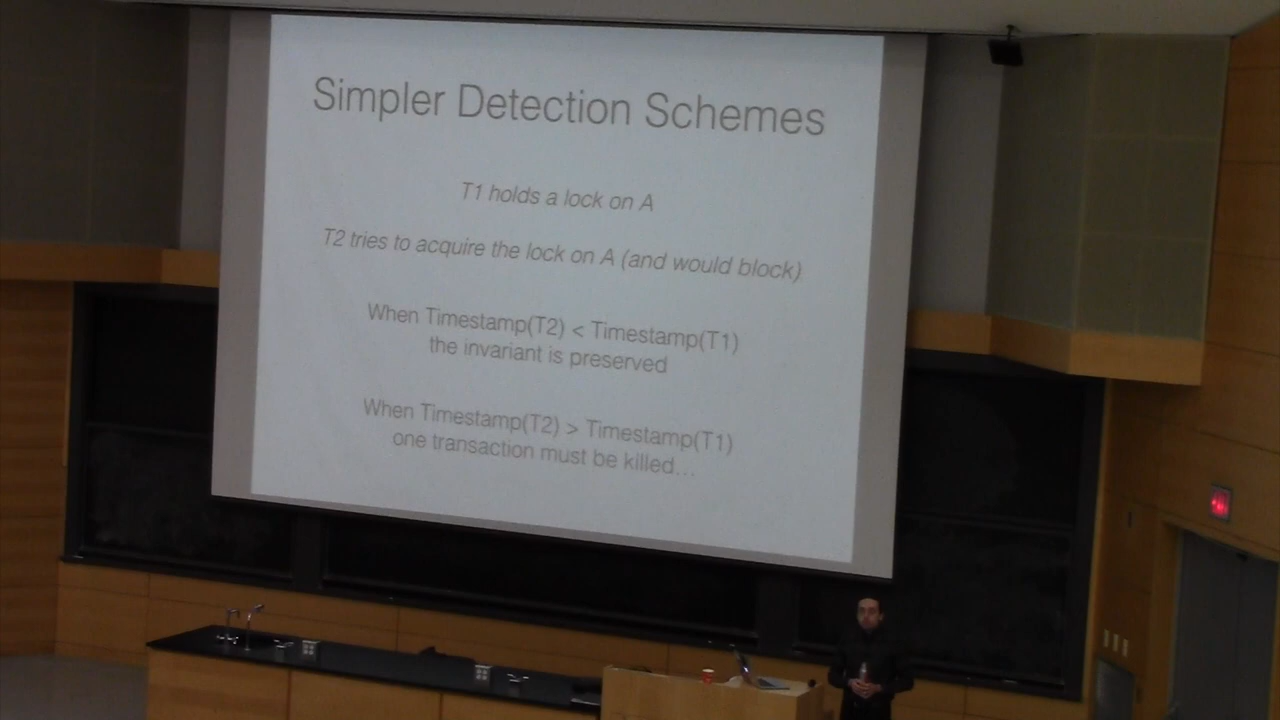 Simpler Detection Schemes
T1 holds a lock on A
T2 tries to acquire the lock on A (and would block)
When Timestamp(T2) < Timestamp(T1)
the invariant is preserved
When Timestamp(T2) > Timestamp(T1)
one transaction must be killed…